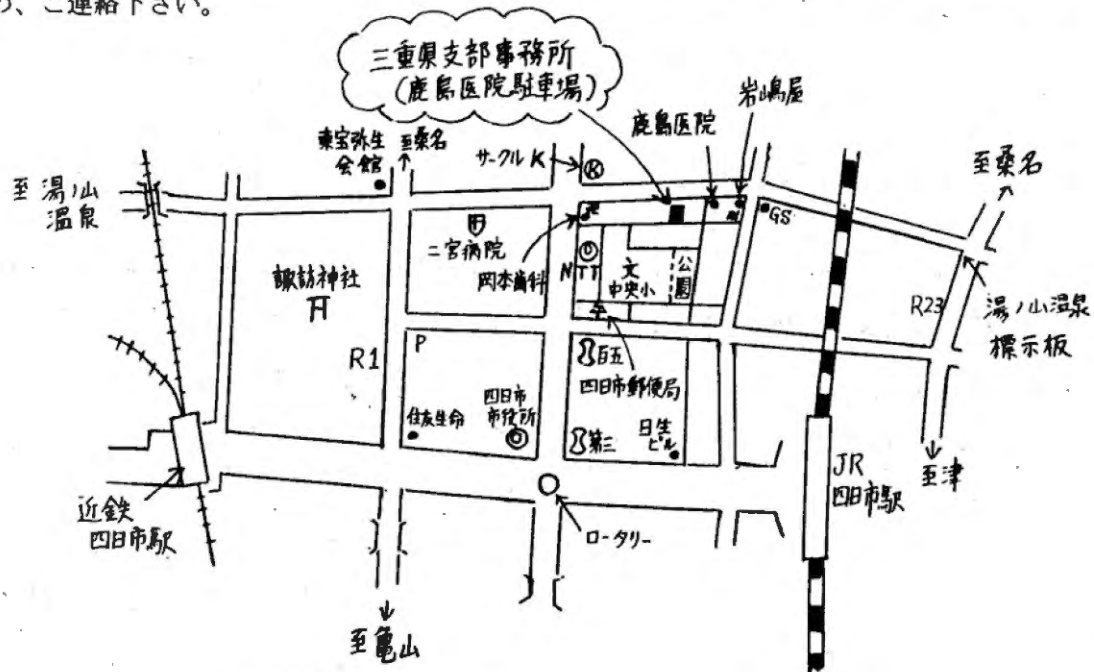 、ご連絡下さい。
三重県支部事務所
(鹿島医院駐車場)
岩嶋屋
鹿島医院
東宝弥生
会館
至桑名
サークルK
K
至桑名
至湯ノ山
温泉
GS
二宮病院
岡本歯科
NTT
文
中央小
公園
諏訪神社
R23
湯ノ山温泉
標示板
R1
P
百五
四日市郵便局
住友生命
四日市
市役所
第三
日生
ビル
JR
四日市駅
至津
近鉄
四日市駅
ロータリー
至亀山